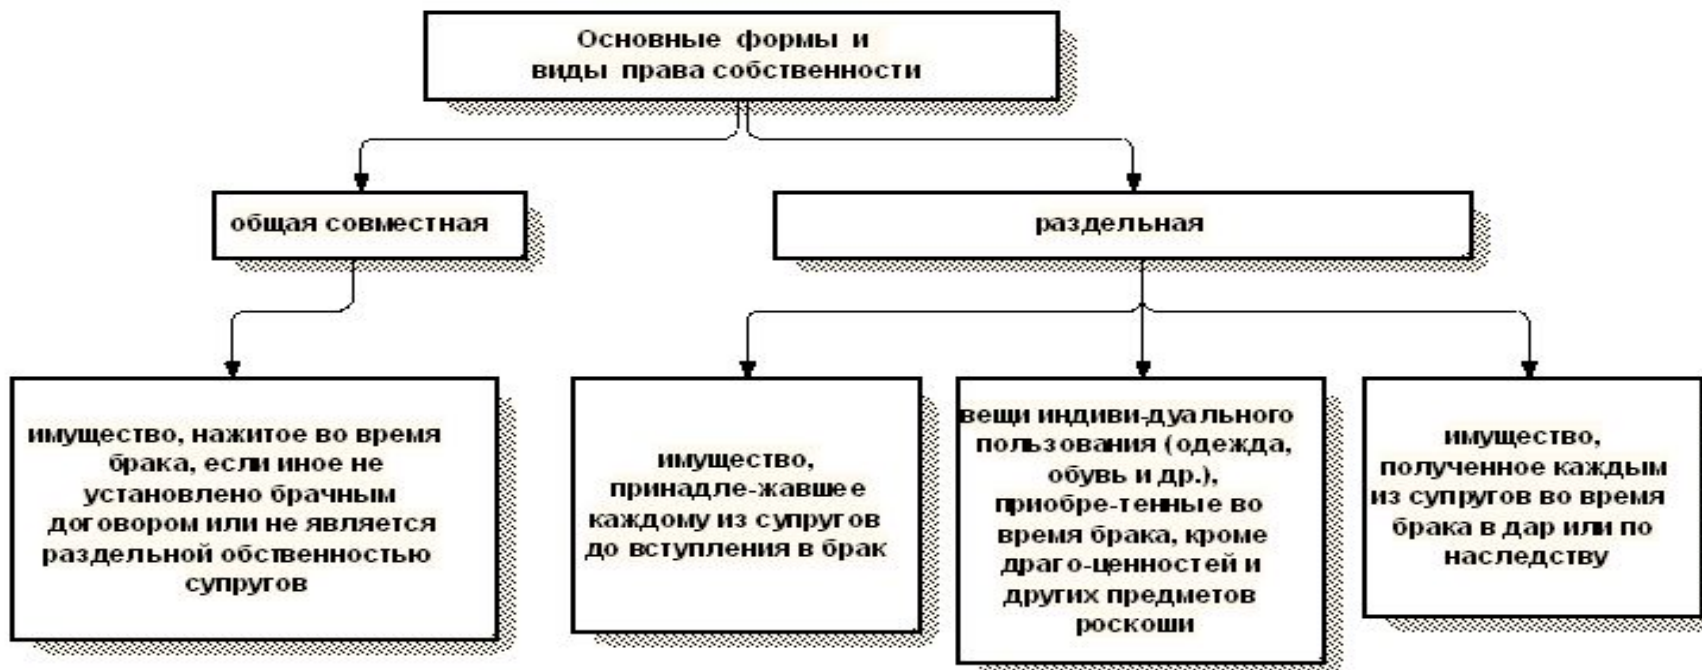 Основные формы и
виды права собственности
общая совместная
раздельная
имущество, нажитое во время
брака, если иное не
установлено брачным
договором или не является
раздельной обственностью
супругов
имущество,
принадле-жавшее
каждому из супругов
до вступления в брак
вещи индиви-дуального
пользования (одежда,
обувь и др.),
приобре-тенные во
время брака, кроме
драго-ценностей и
других предметов
роскоши
имущество,
полученное каждым
из супругов во время
брака в дар или по
наследству